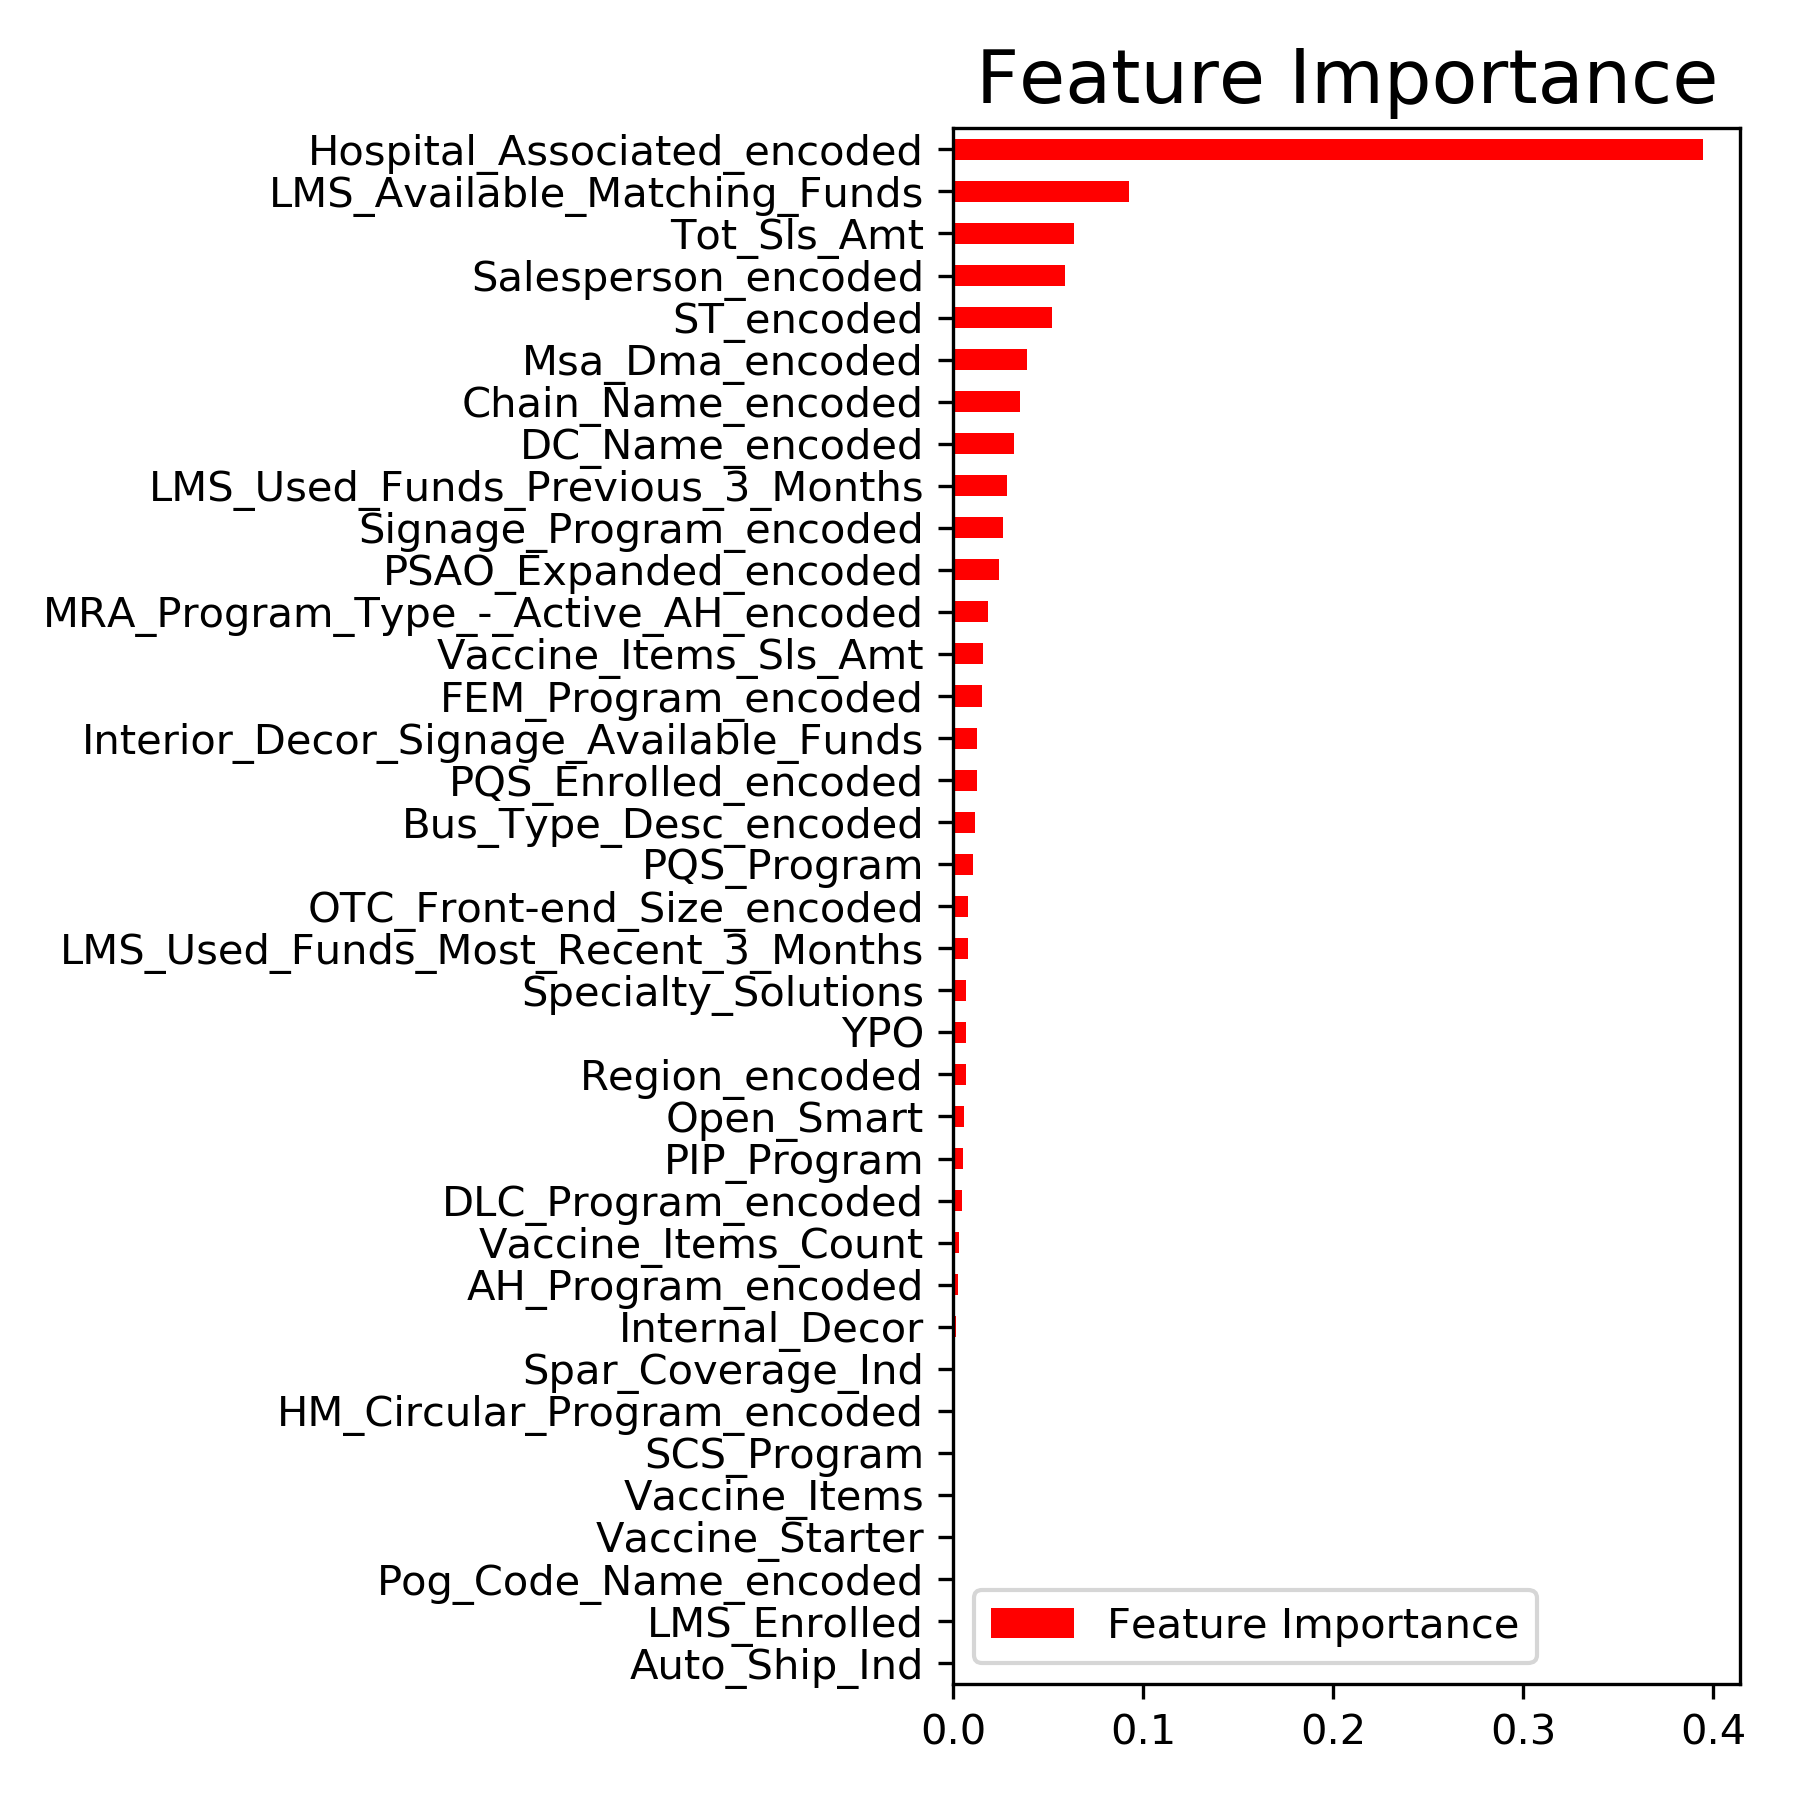 Feature Importance
Hospital_Associated_encoded
LMS_Available_Matching_Funds
Tot_Sls_Amt
Salesperson_encoded
ST_encoded
Msa_Dma_encoded
Chain_Name_encoded
DC_Name_encoded
LMS_Used_Funds_Previous_3_Months
Signage_Program_encoded
PSAO_Expanded_encoded
MRA_Program_Type_-_Active_AH_encoded
Vaccine_Items_Sls_Amt
FEM_Program_encoded
Interior_Decor_Signage_Available_Funds
PQS_Enrolled_encoded
Bus_Type_Desc_encoded
PQS_Program
OTC_Front-end_Size_encoded
LMS_Used_Funds_Most_Recent_3_Months
Specialty_Solutions
YPO
Region_encoded
Open_Smart
PIP_Program
DLC_Program_encoded
Vaccine_Items_Count
AH_Program_encoded
Internal_Decor
Spar_Coverage_Ind
HM_Circular_Program_encoded
SCS_Program
Vaccine_Items
Vaccine_Starter
Pog_Code_Name_encoded
LMS_Enrolled
Auto_Ship_Ind
Feature Importance
0.0 0.1 0.2 0.3 0.4